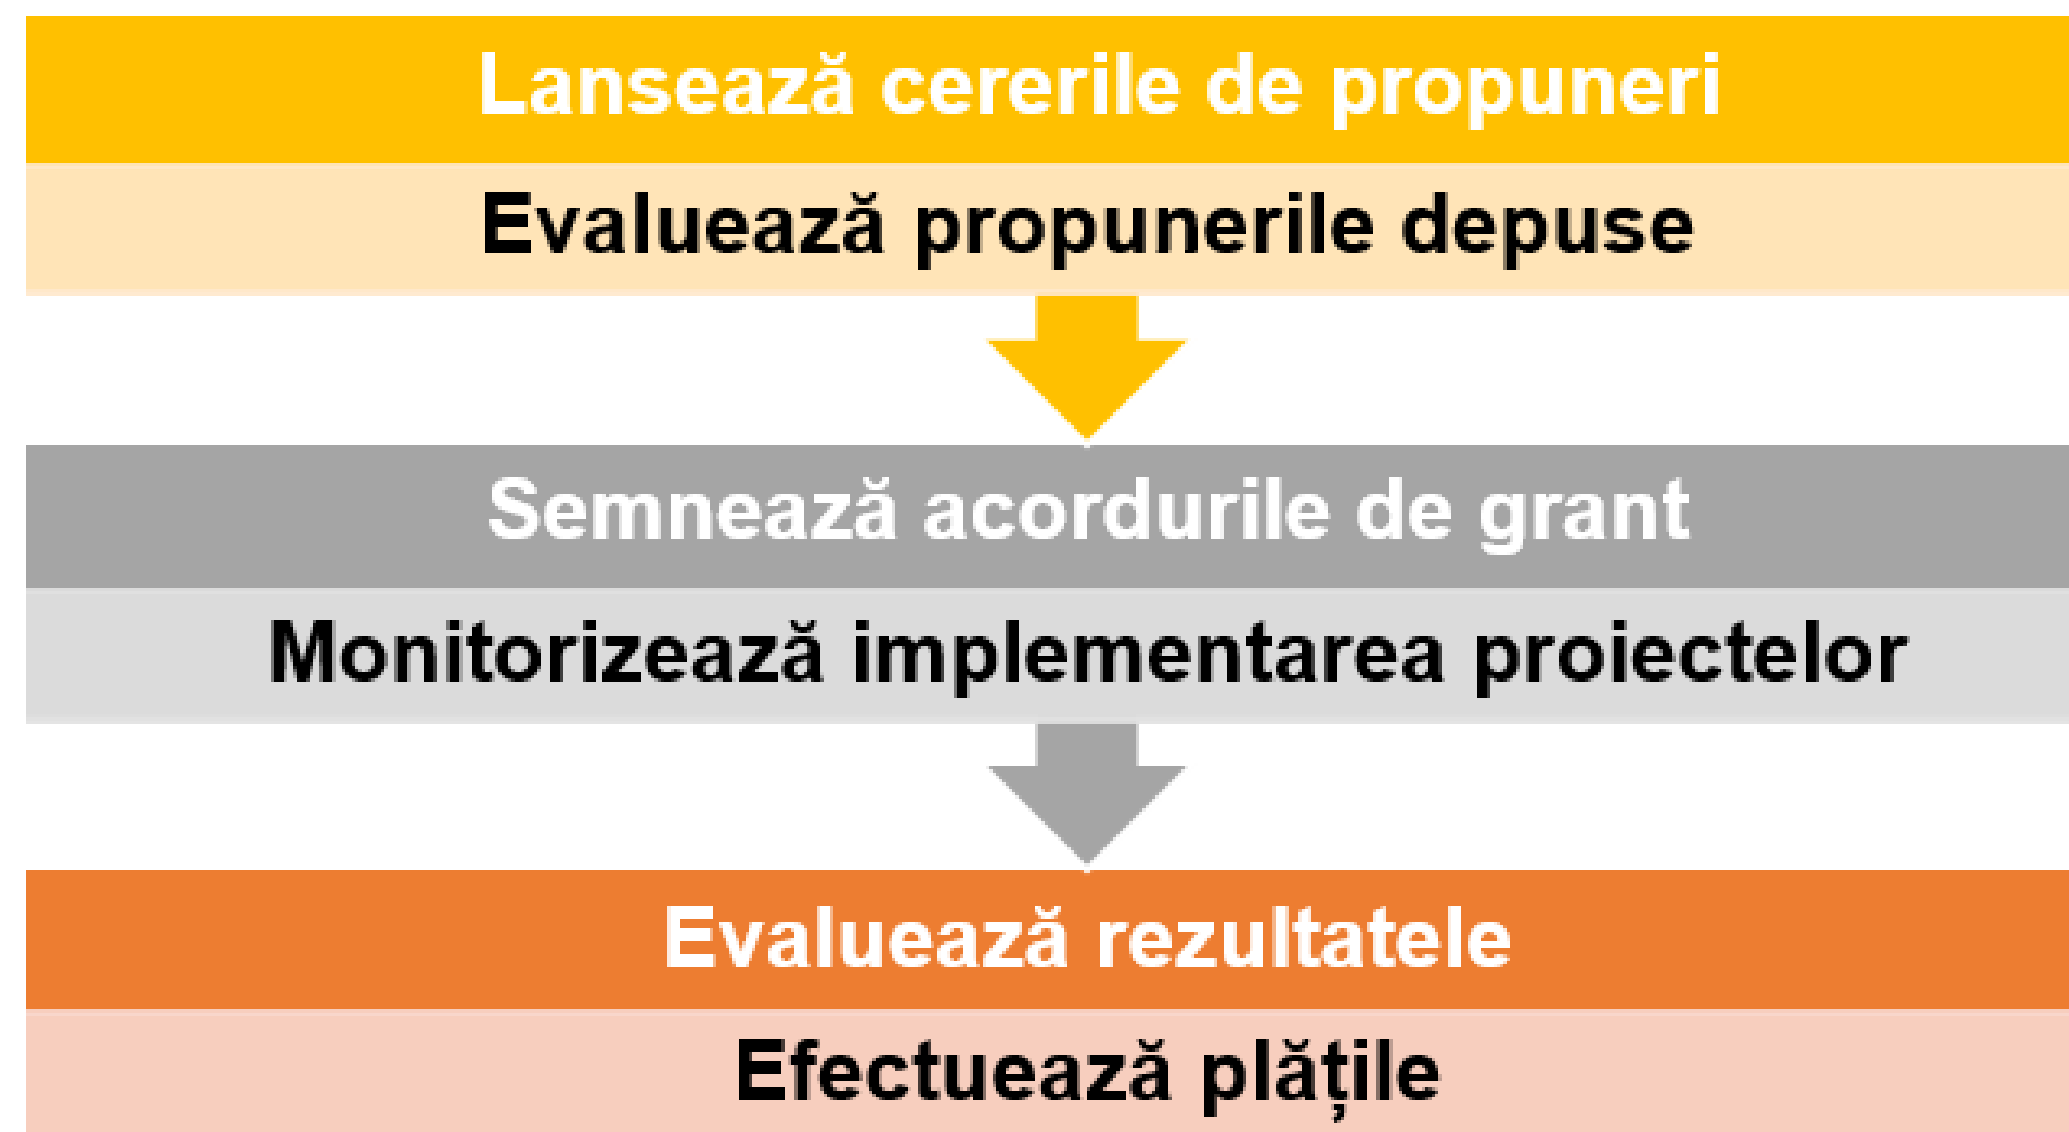 Lansează cererile de propuneri
Evaluează propunerile depuse
Semnează acordurile de grant
Monitorizează implementarea proiectelor
Evaluează rezultatele
Efectuează plățile